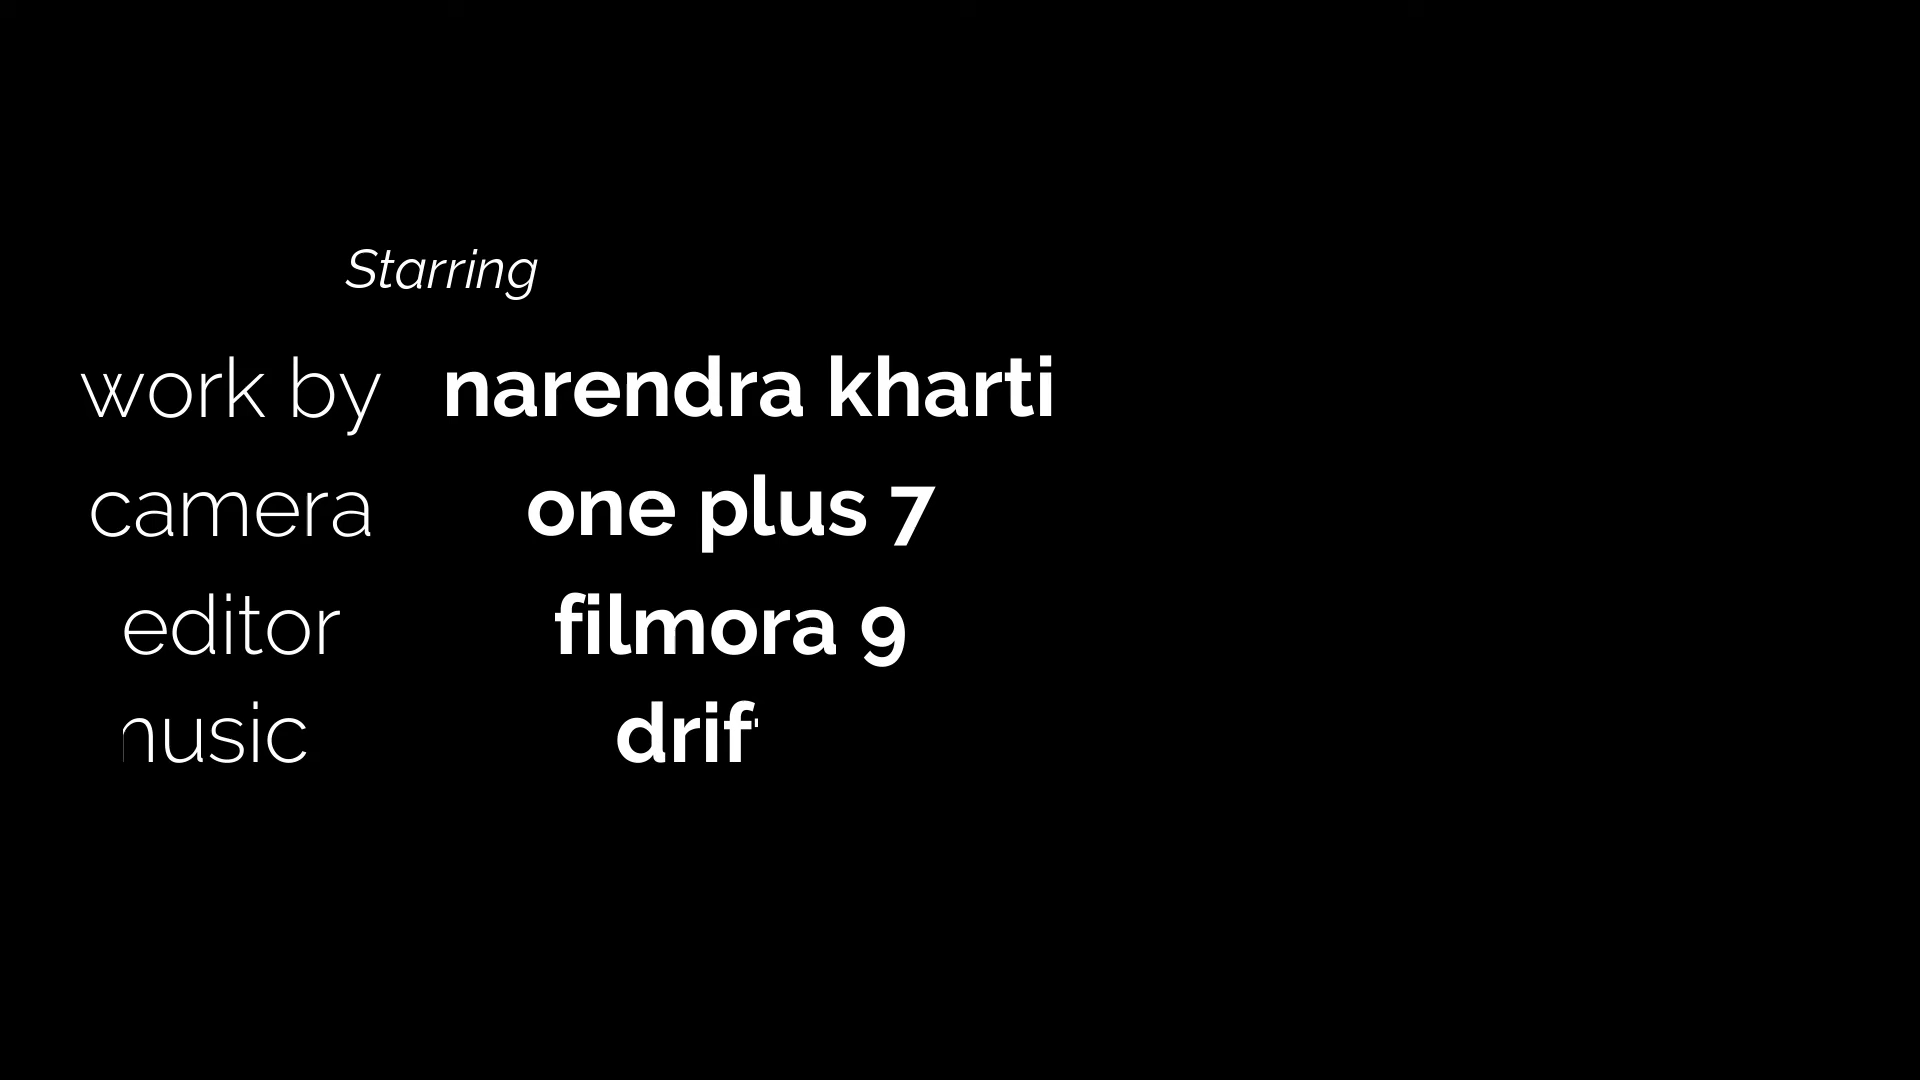 Starring
work by narendra kharti
camera one plus 7
editor filmora 9